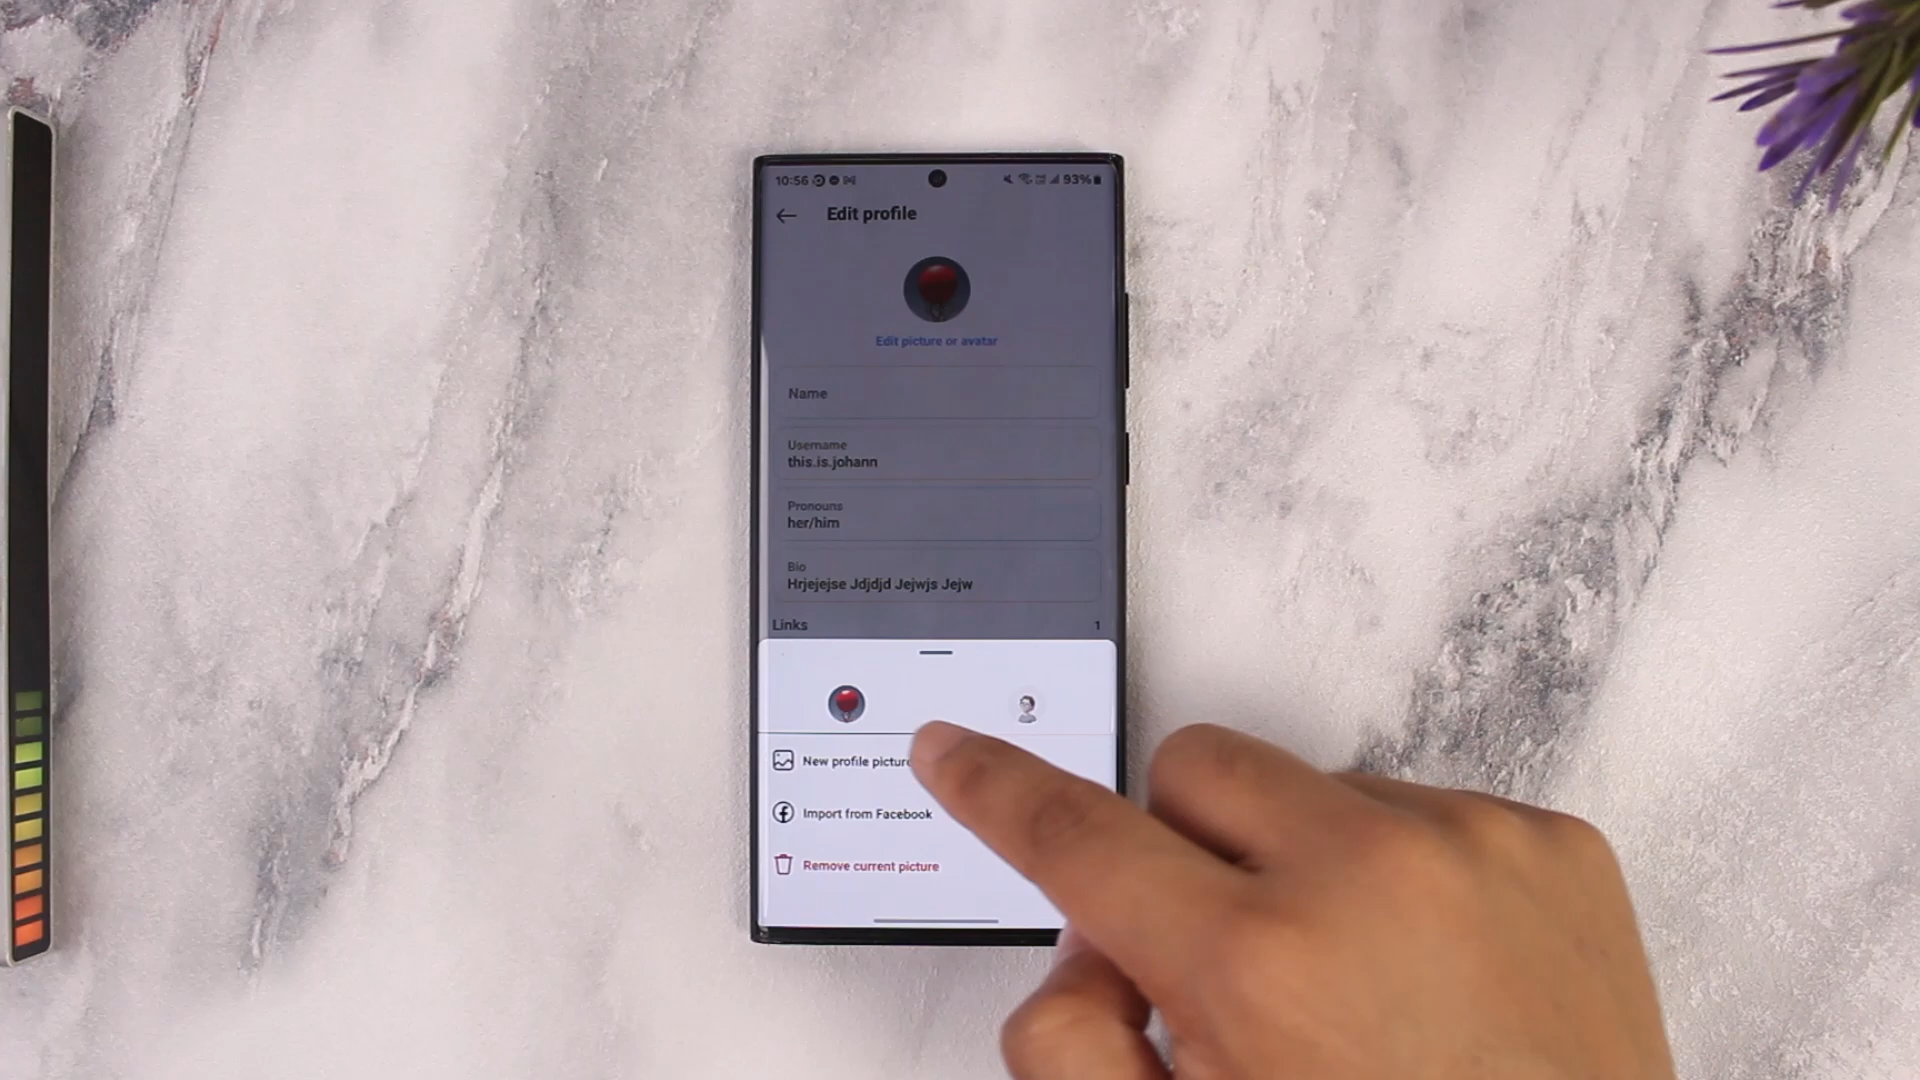 10:56
93%
Edit profile
Edit picture or avatar
Name
Username
this.is.johann
Pronouns
her/him
Bio
Hrjejejse Jdjdjd Jejwjs Jejw
Links 1
New profile picture
Import from Facebook
Remove current picture